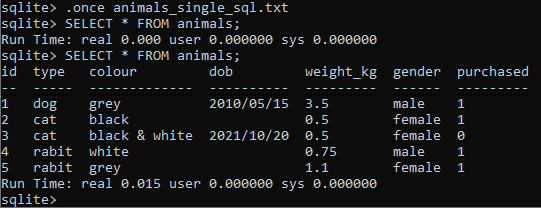 sqlite> .once animals_single_sql.txt
sqlite> SELECT * FROM animals;
Run Time: real 0.000 user 0.000000 sys 0.000000
sqlite> SELECT * FROM animals;
id  type   colour         dob         weight_kg  gender  purchased
--  -----  -------------  ----------  ---------  ------  ---------
1   dog    grey           2010/05/15  3.5        male    1
2   cat    black                      0.5        female  1
3   cat    black & white  2021/10/20  0.5        female  0
4   rabit  white                      0.75       male    1
5   rabit  grey                       1.1        female  1
Run Time: real 0.015 user 0.000000 sys 0.000000
sqlite>